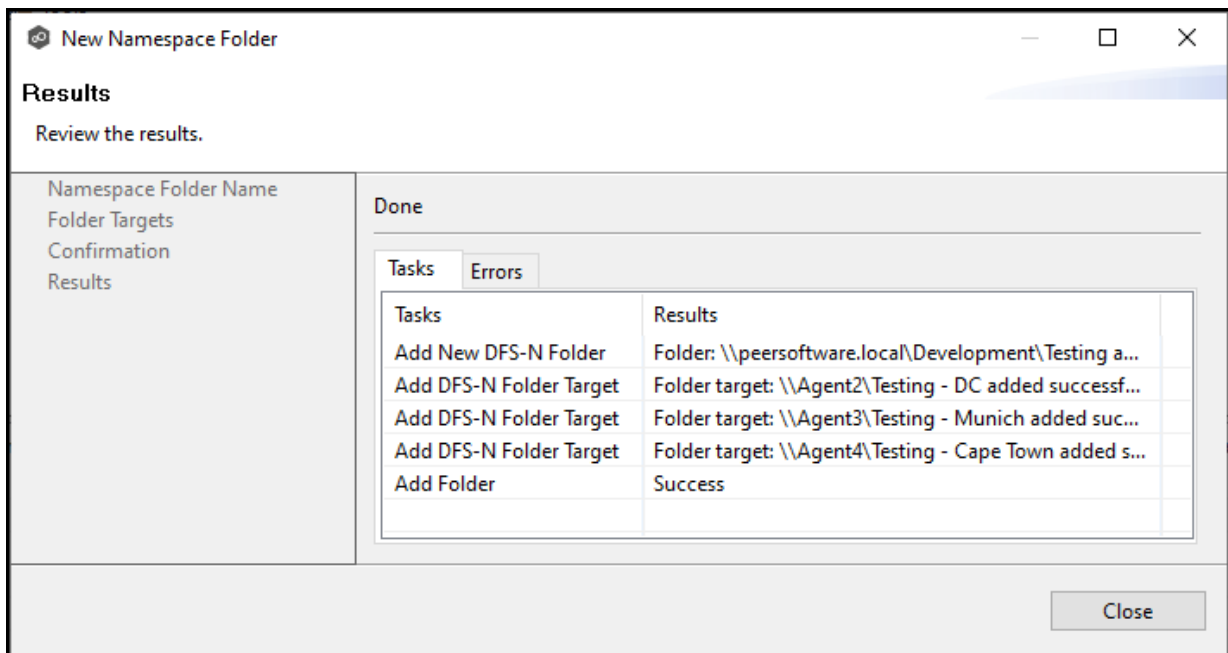 New Namespace Folder
Results
Review the results.
Namespace Folder Name
Folder Targets
Confirmation
Results
Done
Tasks Errors
Tasks Results
Add New DFS-N Folder Folder: \\peersoftware.local\Development\Testing a...
Add DFS-N Folder Target Folder target: \\Agent2\Testing - DC added successf...
Add DFS-N Folder Target Folder target: \\Agent3\Testing - Munich added suc...
Add DFS-N Folder Target Folder target: \\Agent4\Testing - Cape Town added s...
Add Folder Success
Close